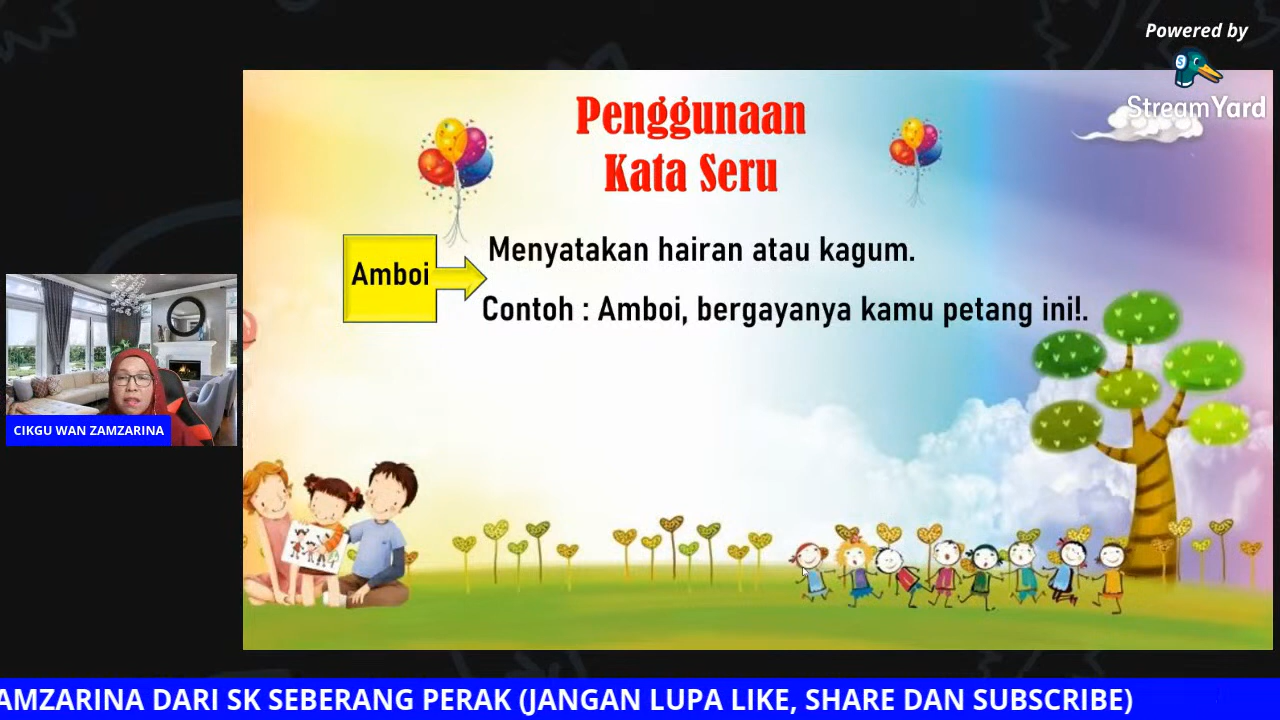 Powered by
StreamYard
Penggunaan
Kata Seru
Amboi
Menyatakan hairan atau kagum.
Contoh : Amboi, bergayanya kamu petang ini!.
CIKGU WAN ZAMZARINA
AMZARINA DARI SK SEBERANG PERAK (JANGAN LUPA LIKE, SHARE DAN SUBSCRIBE)